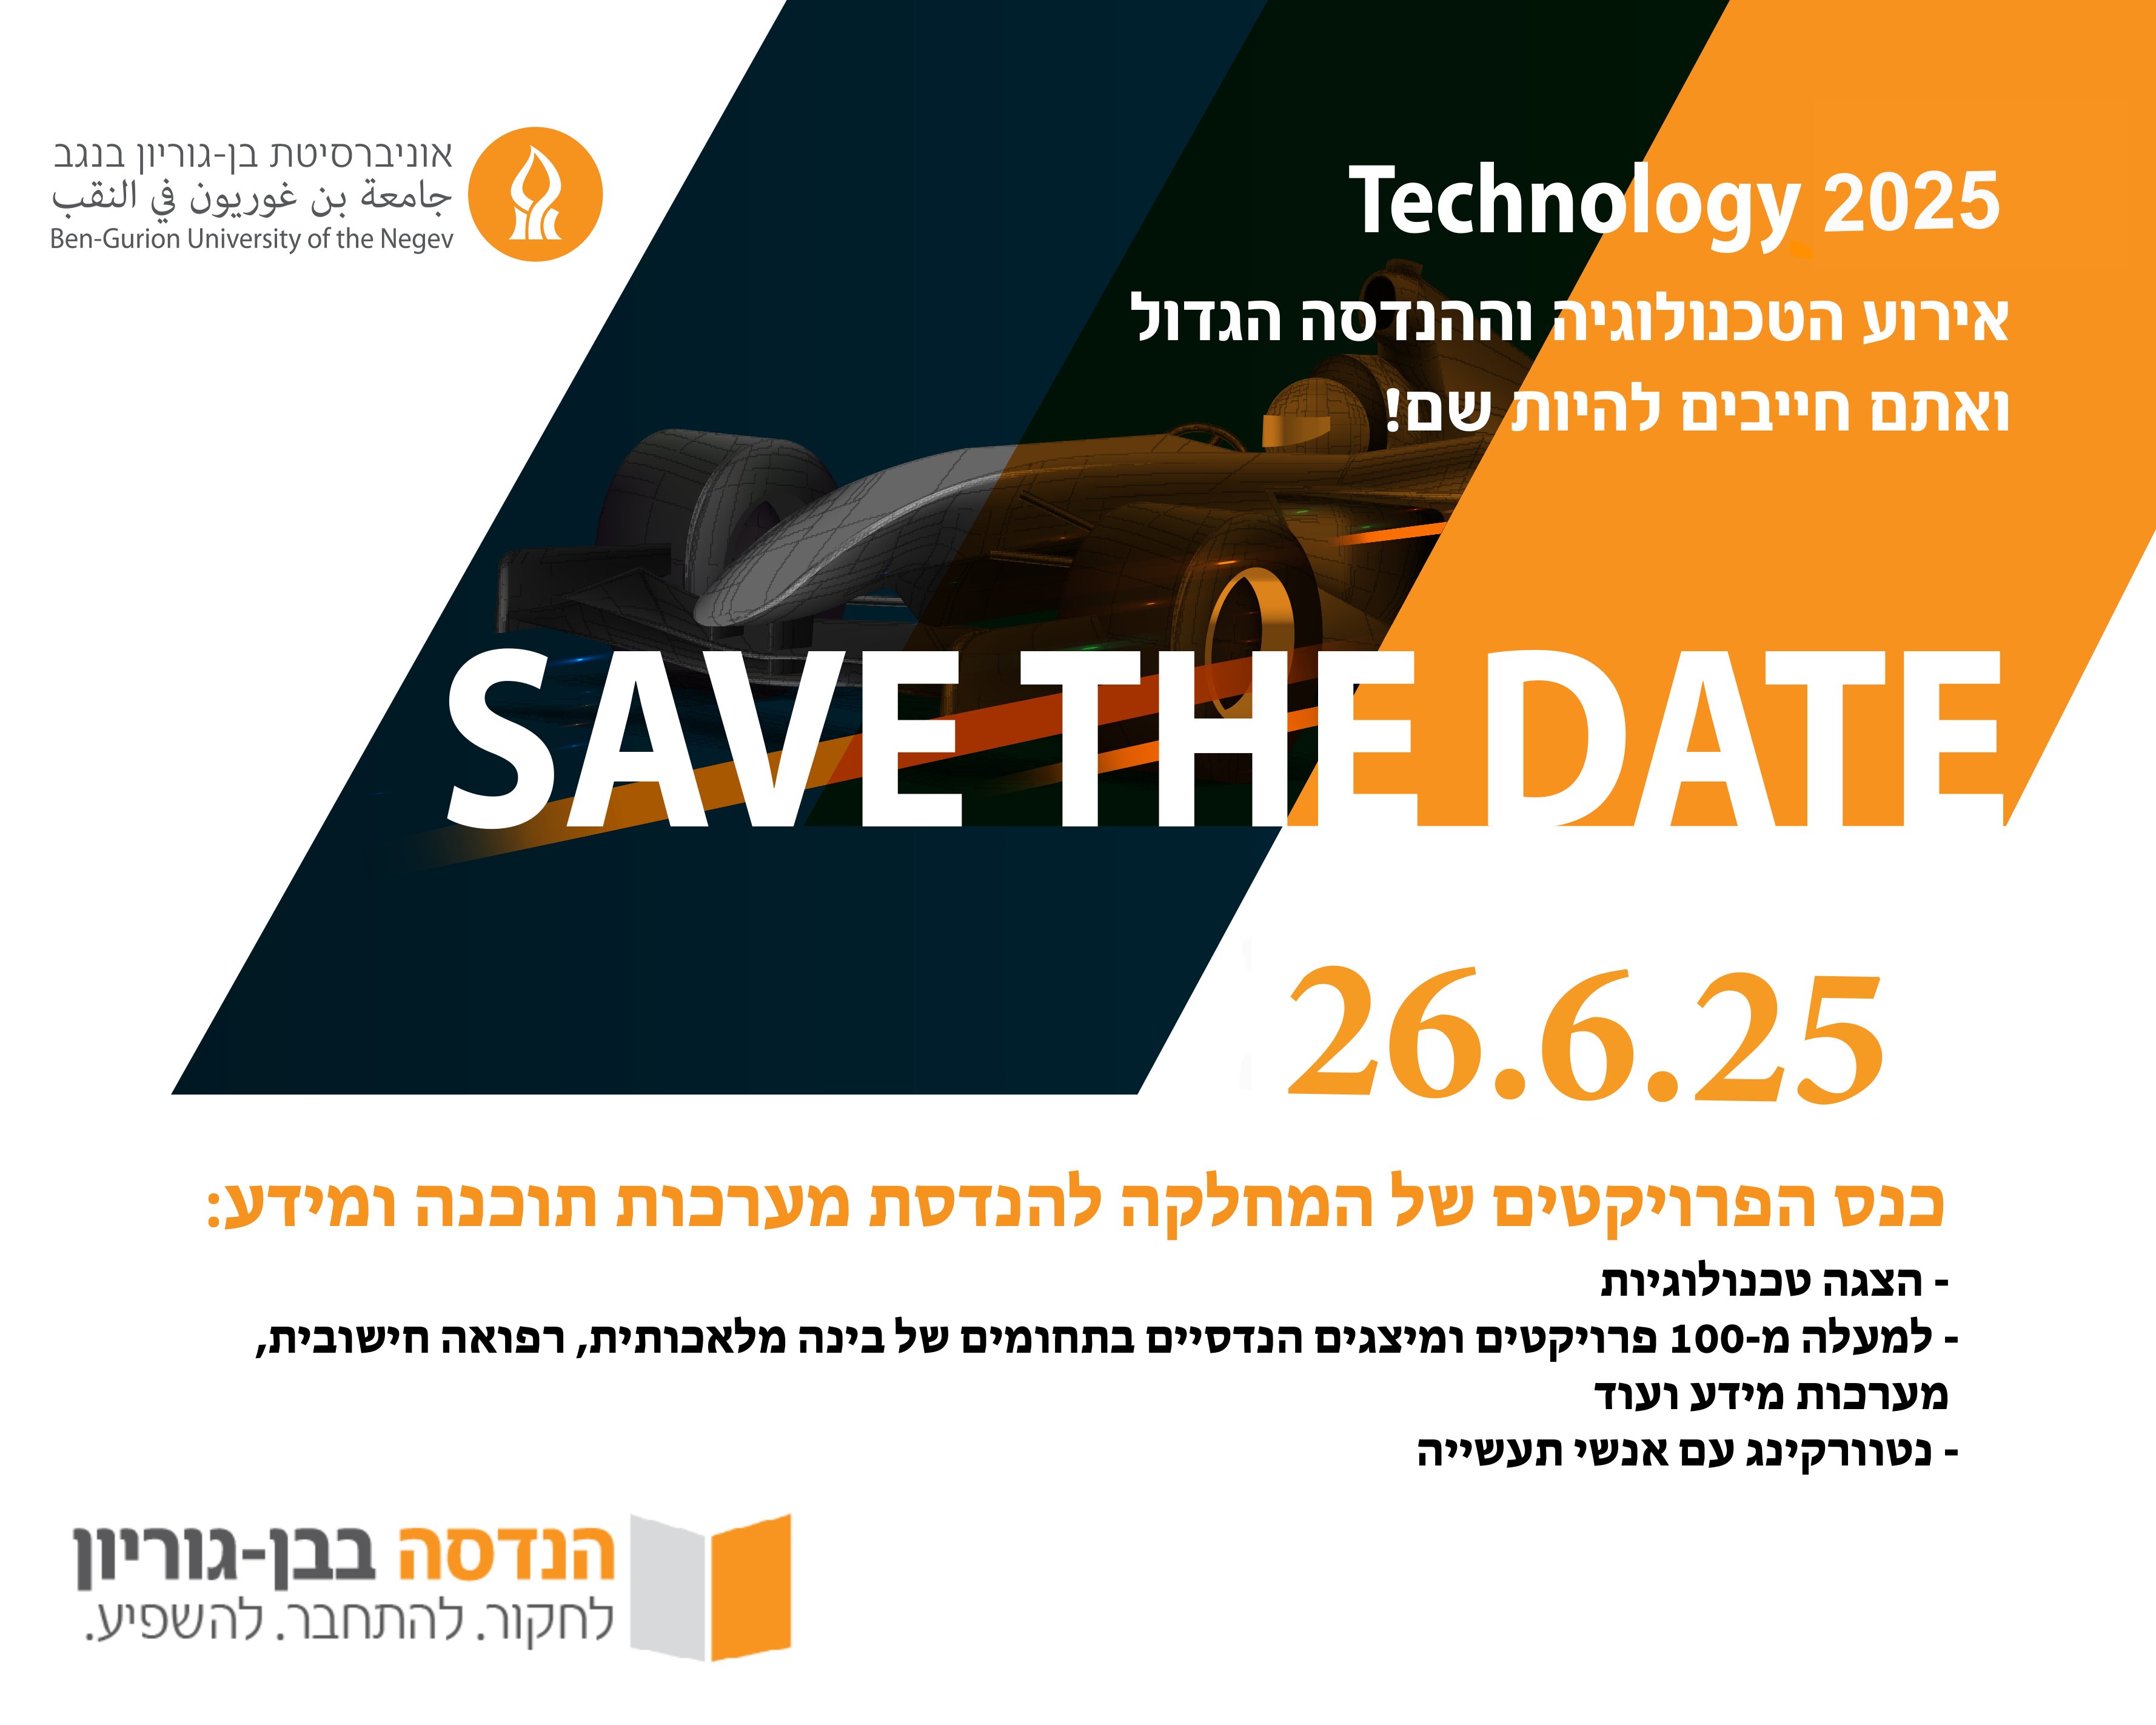 אוניברסיטת בן-גוריון בנגב
جامعة بن غوريون في النقب
Ben-Gurion University of the Negev
Technology 2025
אירוע הטכנולוגיה וההנדסה הגדול
ואתם חייבים להיות שם!
SAVE THE DATE
26.6.25
כנס הפרויקטים של המחלקה להנדסת מערכות תוכנה ומידע:
- הצגה טכנולוגיות
- למעלה מ-100 פרויקטים ומיצגים הנדסיים בתחומים של בינה מלאכותית, רפואה חישובית,
מערכות מידע ועוד
- נטוורקינג עם אנשי תעשייה
הנדסה בבן-גוריון
לחקור. להתחבר. להשפיע.